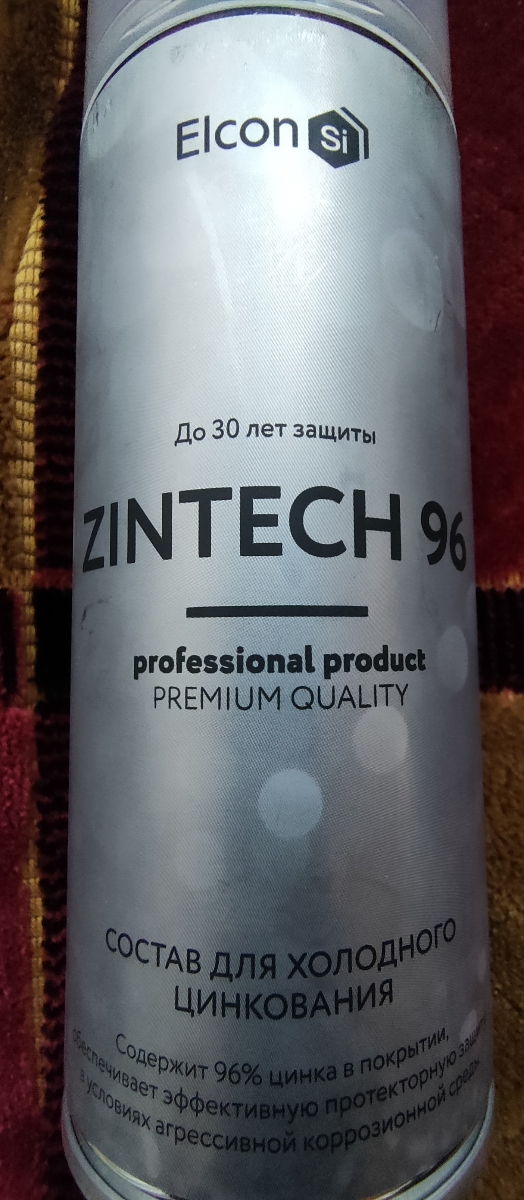 Elcon Si
До 30 лет защиты
ZINTECH 96
professional product
PREMIUM QUALITY
СОСТАВ ДЛЯ ХОЛОДНОГО
ЦИНКОВАНИЯ
Содержит 96% цинка в покрытии,
обеспечивает эффективную протекторную защиту
в условиях агрессивной коррозионной среды